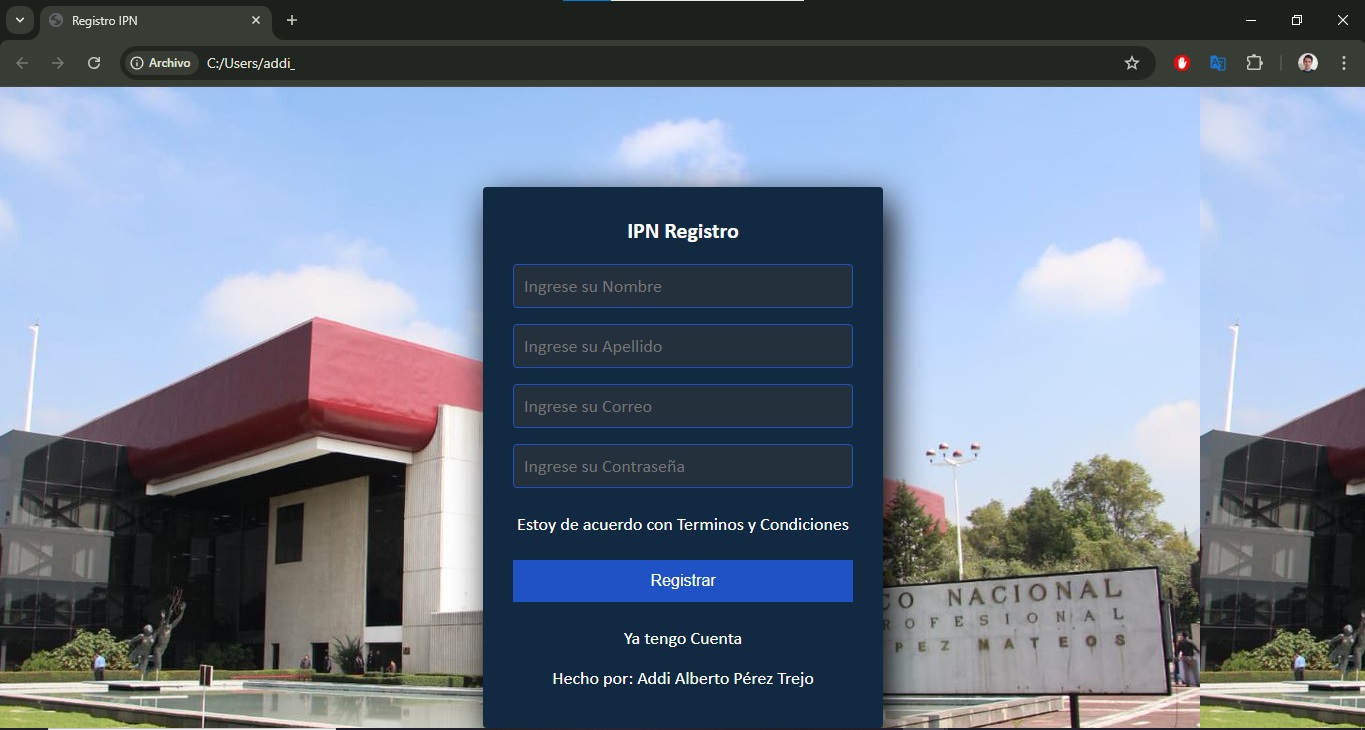 Registro IPN
Archivo
C:/Users/addi_
IPN Registro
Ingrese su Nombre
Ingrese su Apellido
Ingrese su Correo
Ingrese su Contraseña
Estoy de acuerdo con Terminos y Condiciones
Registrar
Ya tengo Cuenta
Hecho por: Addi Alberto Pérez Trejo
CO NACIONAL
ROFESIONAL
PEZ MATEOS